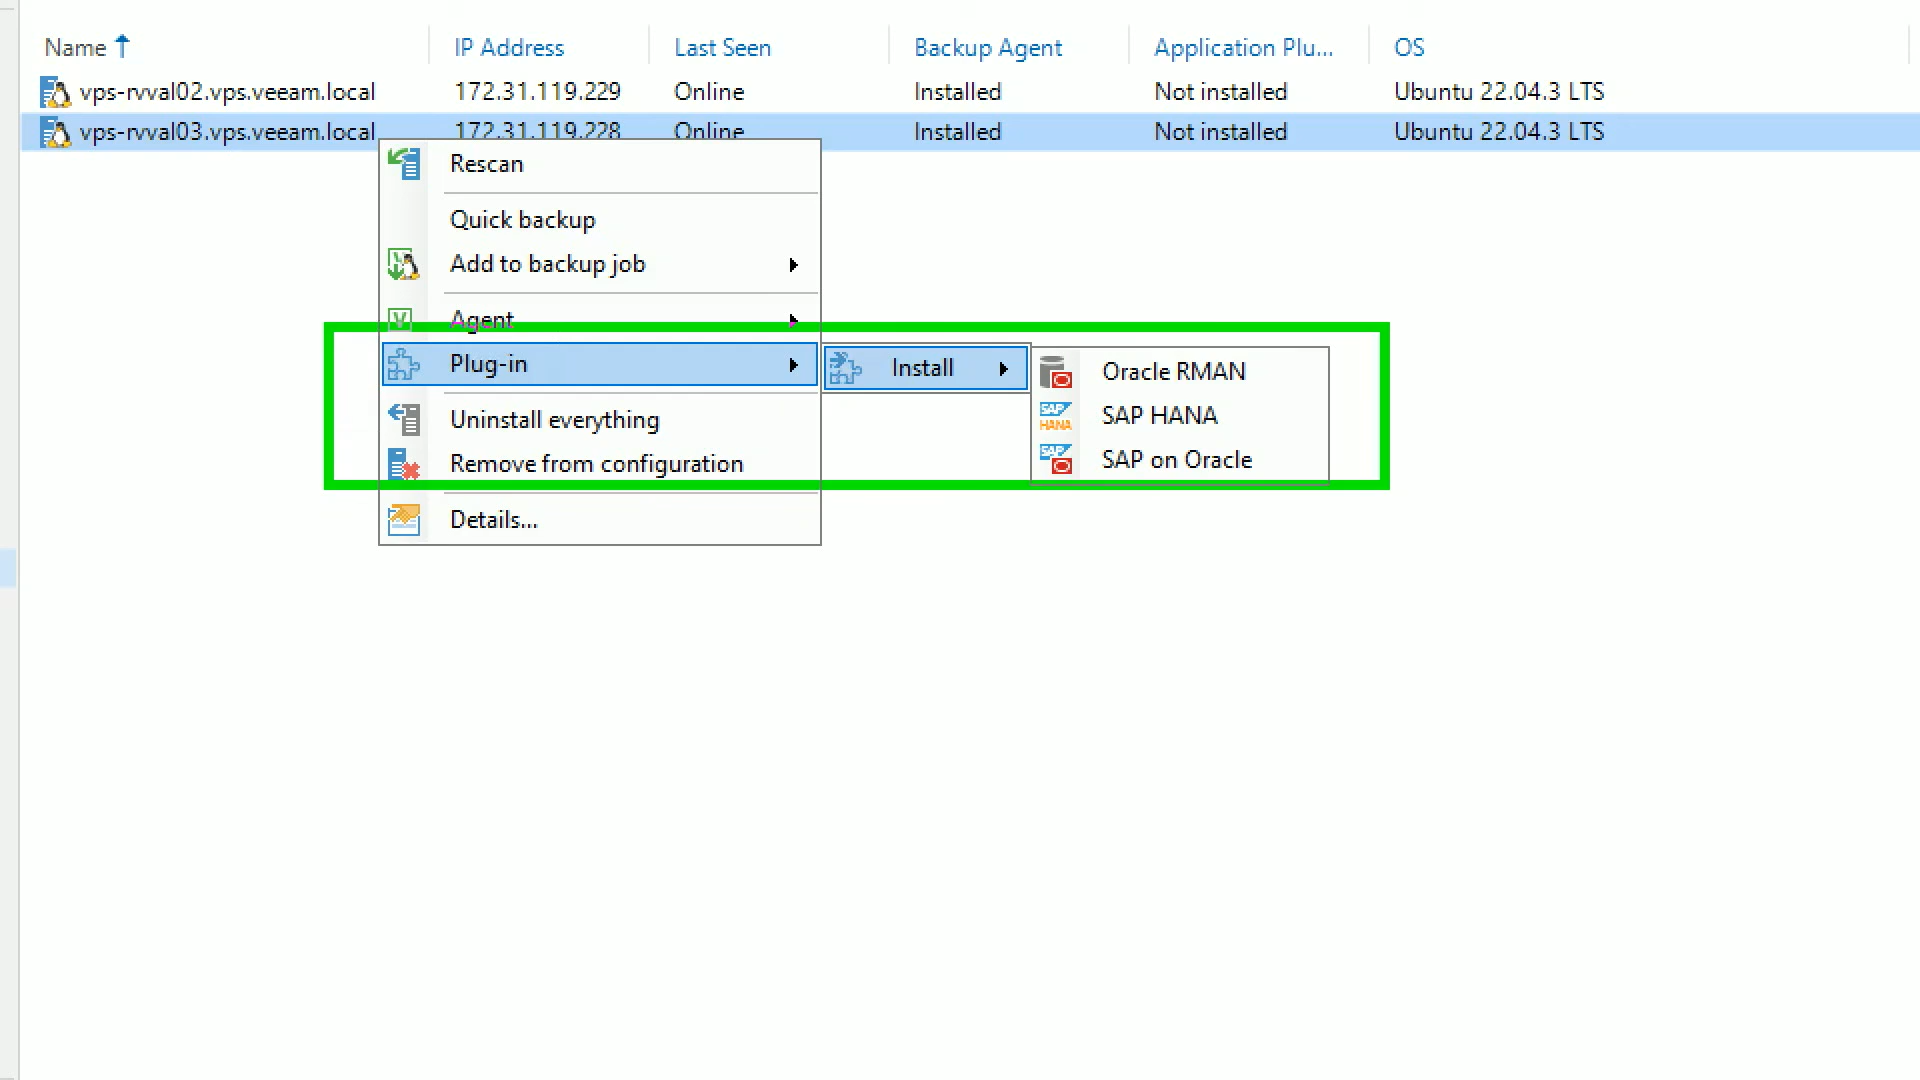 Name IP Address Last Seen Backup Agent Application Plu... OS
vps-rvval02.vps.veeam.local 172.31.119.229 Online Installed Not installed Ubuntu 22.04.3 LTS
vps-rvval03.vps.veeam.local 172.31.119.228 Online Installed Not installed Ubuntu 22.04.3 LTS
Rescan
Quick backup
Add to backup job
Agent
Plug-in
Uninstall everything
Remove from configuration
Details...
Install
Oracle RMAN
SAP HANA
SAP HANA
SAP on Oracle
SAP